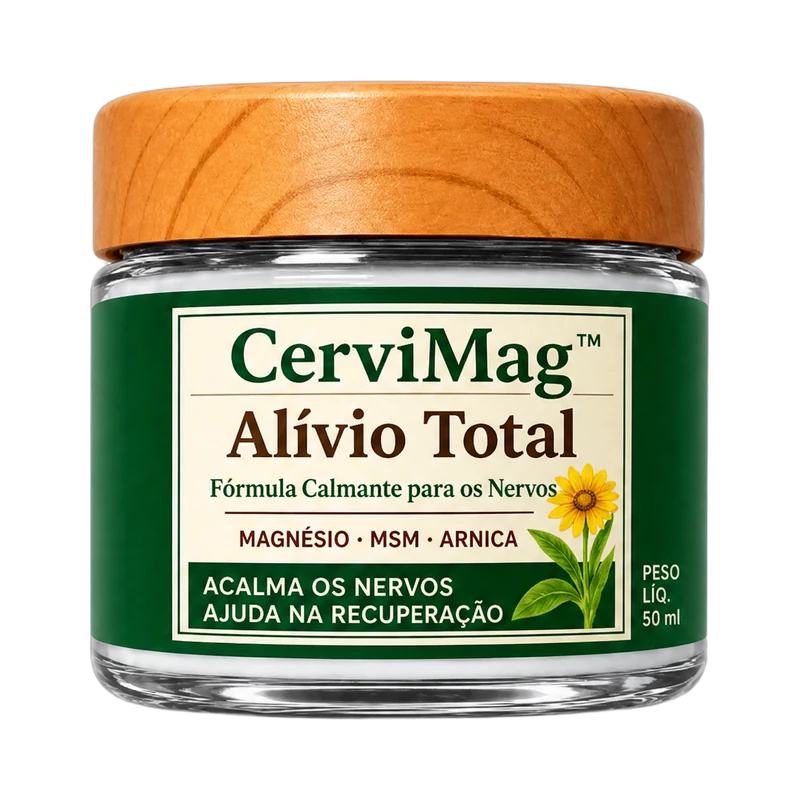 CerviMag™
Alívio Total
Fórmula Calmante para os Nervos
MAGNÉSIO · MSM · ARNICA
ACALMA OS NERVOS
AJUDA NA RECUPERAÇÃO
PESO
LÍQ.
50 ml